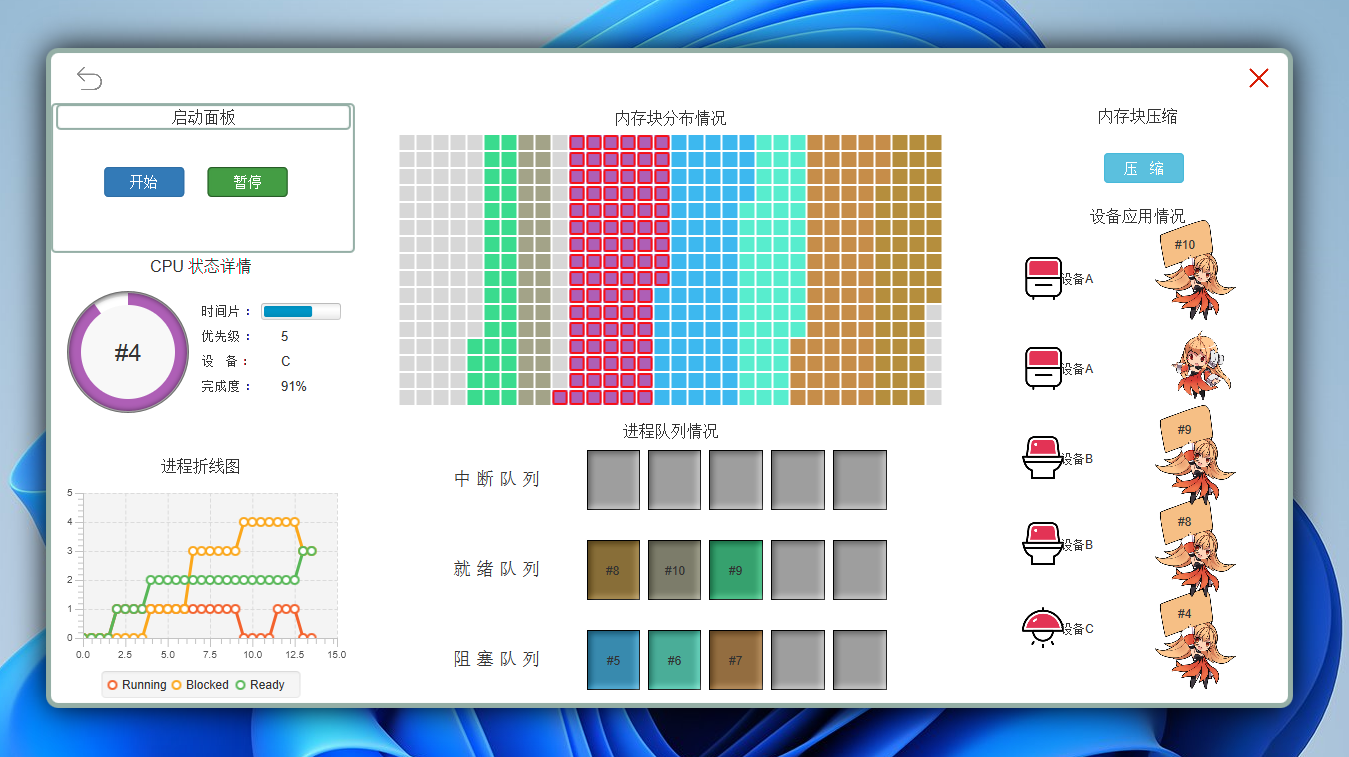 启动面板
开始
暂停
CPU 状态详情
#4
时间片：
优先级： 5
设 备： C
完成度： 91%
进程折线图
5
4
3
2
1
0
0.0 2.5 5.0 7.5 10.0 12.5 15.0
Running Blocked Ready
内存块分布情况
进程队列情况
中断队列
就绪队列 #8 #10 #9
阻塞队列 #5 #6 #7
内存块压缩
压 缩
设备应用情况
设备A #10
设备A
设备B #9
设备B #8
设备C #4